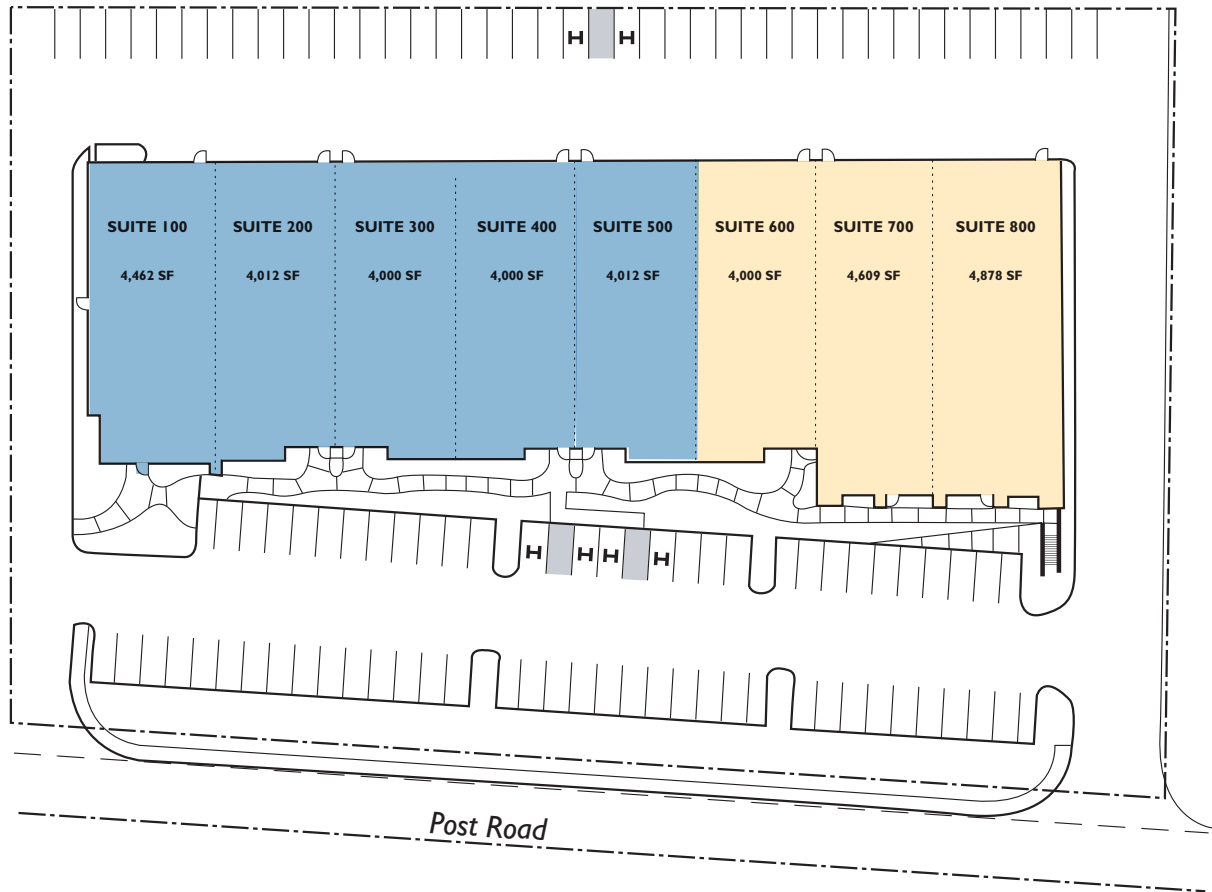 H H
SUITE 100 SUITE 200 SUITE 300 SUITE 400 SUITE 500 SUITE 600 SUITE 700 SUITE 800
4,462 SF 4,012 SF 4,000 SF 4,000 SF 4,012 SF 4,000 SF 4,609 SF 4,878 SF
H H H H
Post Road